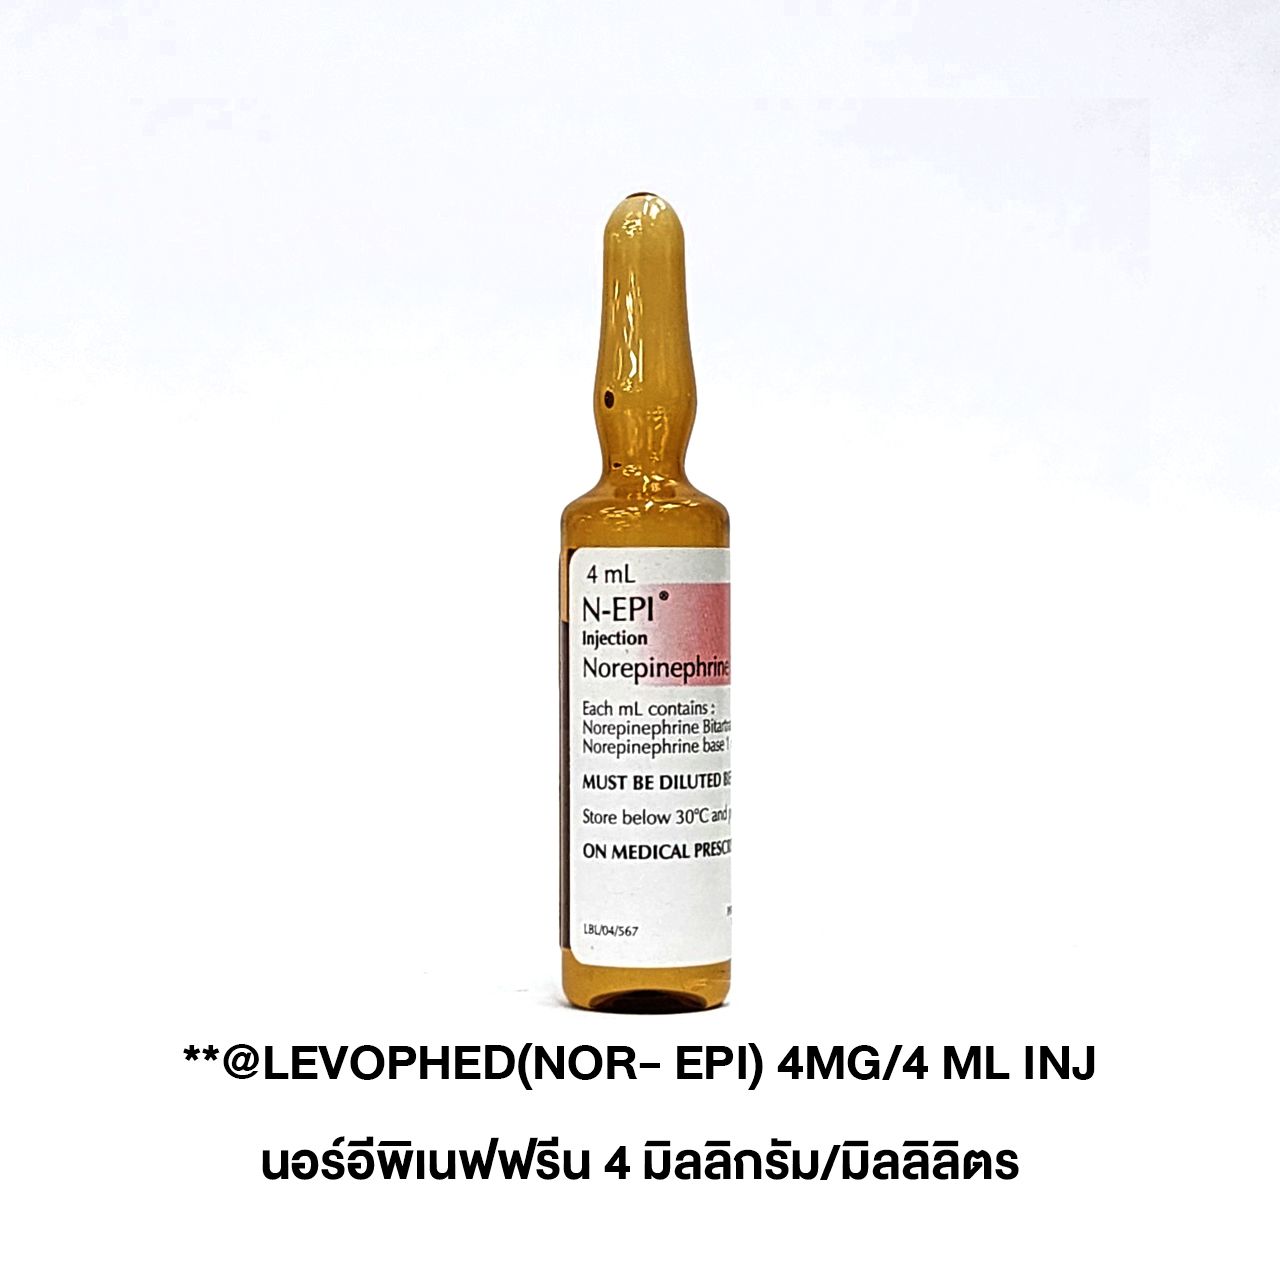 4 mL
N-EPI®
Injection
Norepinephrine
Each mL contains :
Norepinephrine
Norepinephrine base 1
MUST BE DILUTED
Store below 30°C and
ON MEDICAL
LBL/04/567
**@LEVOPHED(NOR- EPI) 4MG/4 ML INJ
นอร์อีพิเนฟฟรีน 4 มิลลิกรัม/มิลลิลิตร